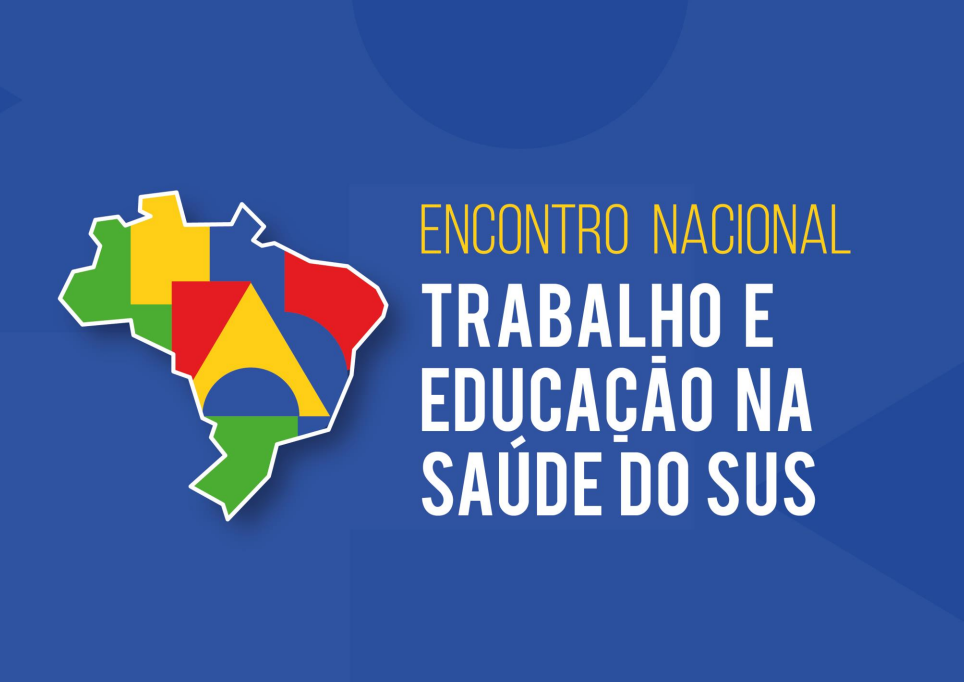 ENCONTRO NACIONAL
TRABALHO E
EDUCAÇÃO NA
SAÚDE DO SUS